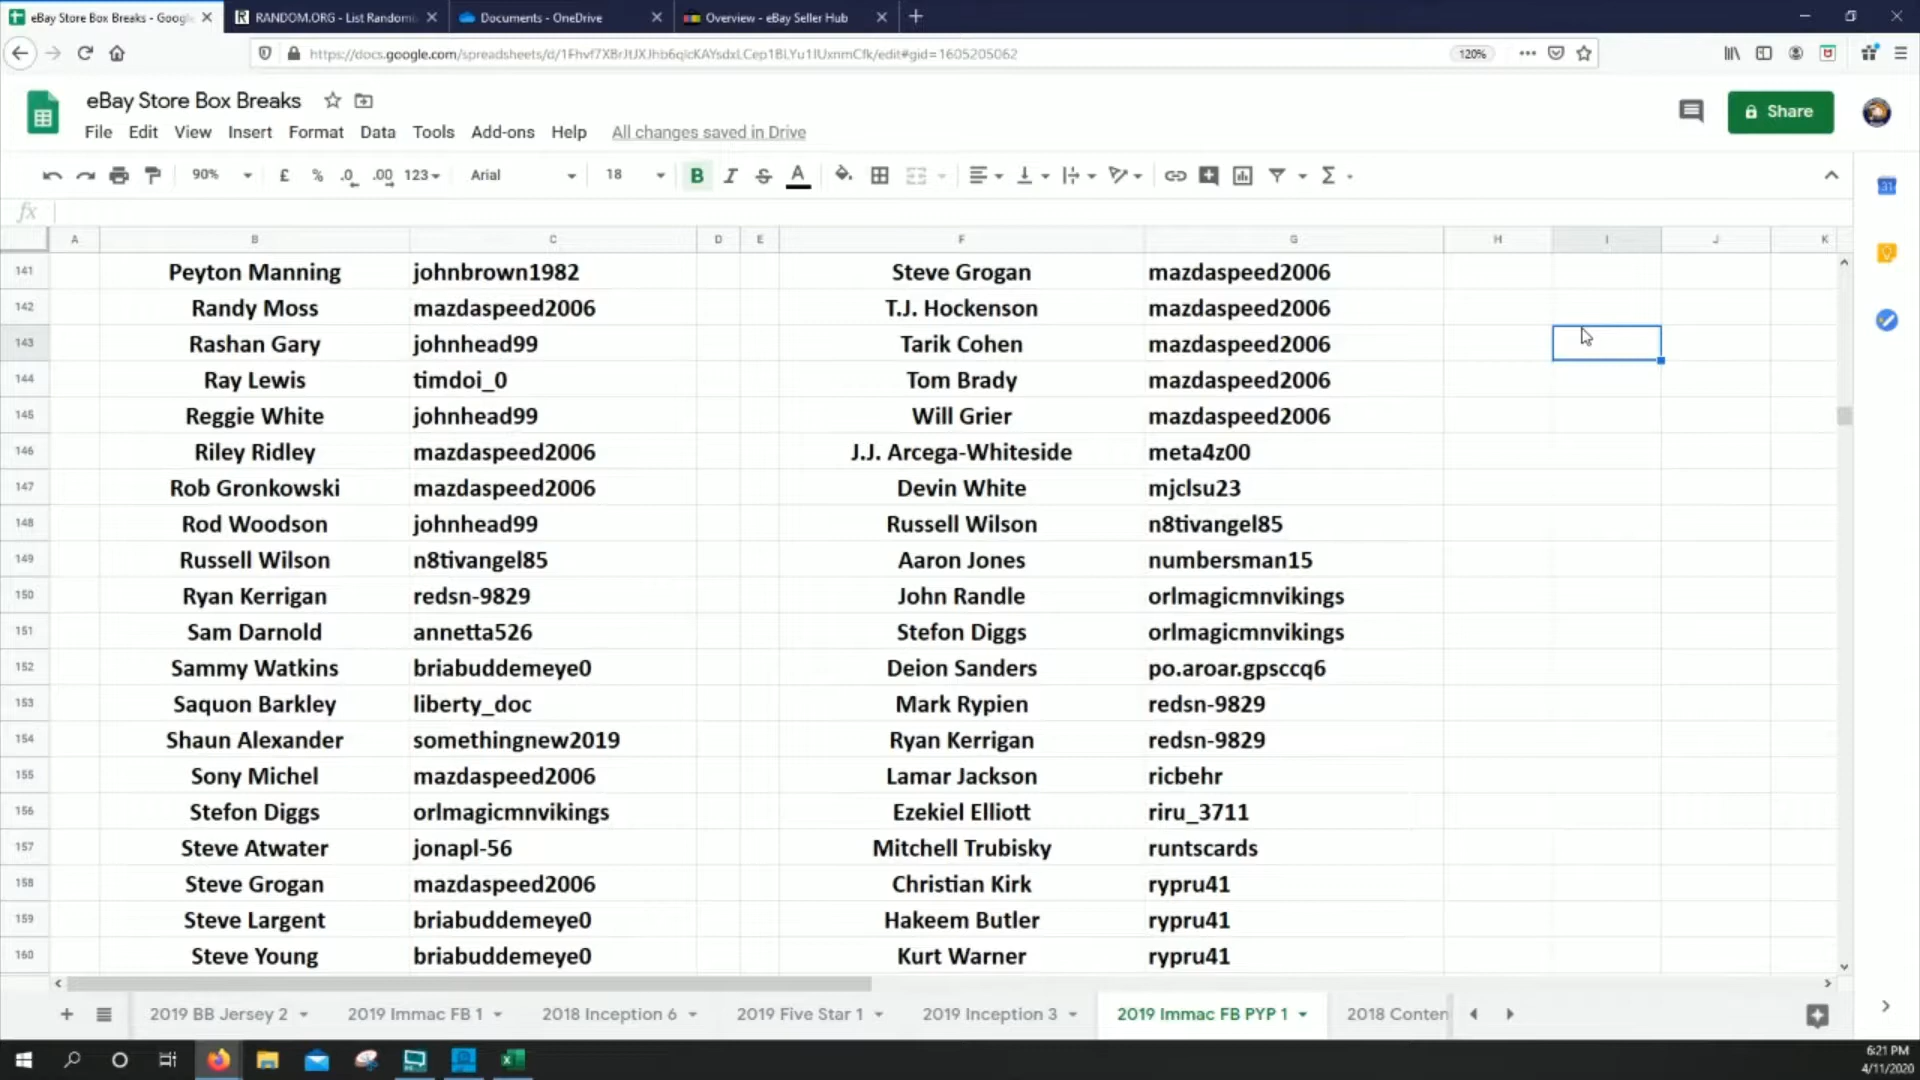 eBay Store Box Breaks - Google
RANDOM.ORG - List Randomi
Documents - OneDrive
Overview - eBay Seller Hub
120%
eBay Store Box Breaks
File Edit View Insert Format Data Tools Add-ons Help All changes saved in Drive
Share
90% £ % .0 .00 123 Arial 18 B I S A Σ
fx
A B C D E F G H I J K
141 Peyton Manning johnbrown1982 Steve Grogan mazdaspeed2006
142 Randy Moss mazdaspeed2006 T.J. Hockenson mazdaspeed2006
143 Rashan Gary johnhead99 Tarik Cohen mazdaspeed2006
144 Ray Lewis timdoi_0 Tom Brady mazdaspeed2006
145 Reggie White johnhead99 Will Grier mazdaspeed2006
146 Riley Ridley mazdaspeed2006 J.J. Arcega-Whiteside meta4z00
147 Rob Gronkowski mazdaspeed2006 Devin White mjclsu23
148 Rod Woodson johnhead99 Russell Wilson n8tivangel85
149 Russell Wilson n8tivangel85 Aaron Jones numbersman15
150 Ryan Kerrigan redsn-9829 John Randle orlmagicmnvikings
151 Sam Darnold annetta526 Stefon Diggs orlmagicmnvikings
152 Sammy Watkins briabuddemeye0 Deion Sanders po.aroar.gpsccq6
153 Saquon Barkley liberty_doc Mark Rypien redsn-9829
154 Shaun Alexander somethingnew2019 Ryan Kerrigan redsn-9829
155 Sony Michel mazdaspeed2006 Lamar Jackson ricbehr
156 Stefon Diggs orlmagicmnvikings Ezekiel Elliott riru_3711
157 Steve Atwater jonapl-56 Mitchell Trubisky runtscards
158 Steve Grogan mazdaspeed2006 Christian Kirk rypru41
159 Steve Largent briabuddemeye0 Hakeem Butler rypru41
160 Steve Young briabuddemeye0 Kurt Warner rypru41
2019 BB Jersey 2 2019 Immac FB 1 2018 Inception 6 2019 Five Star 1 2019 Inception 3 2019 Immac FB PYP 1 2018 Conten
6:21 PM
4/11/2020